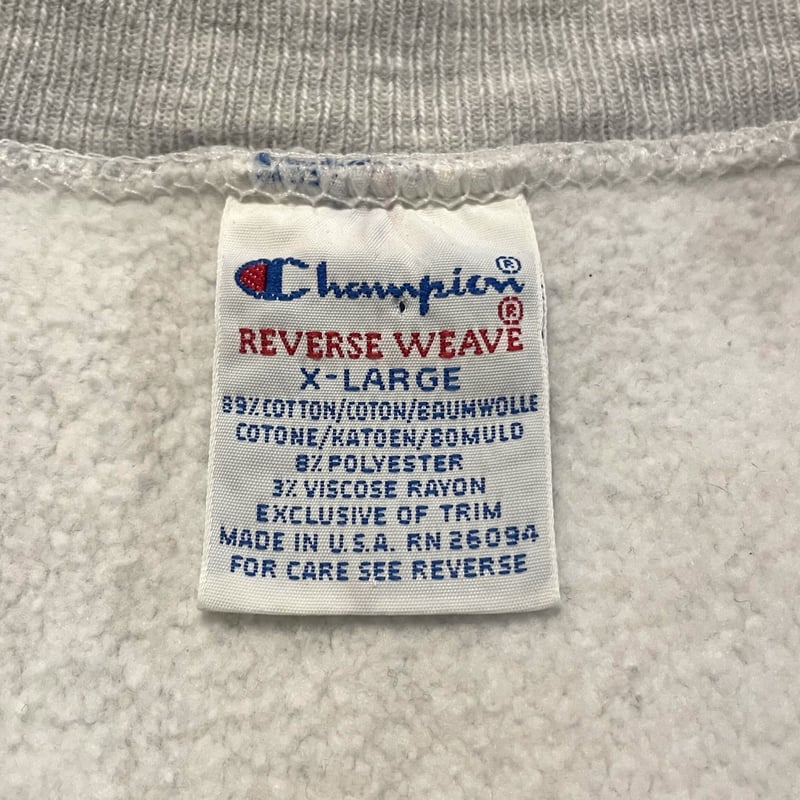 Champion®
®
REVERSE WEAVE
X-LARGE
89% COTTON/COTON/BAUMWOLLE
COTONE/KATOEN/BOMULD
8% POLYESTER
3% VISCOSE RAYON
EXCLUSIVE OF TRIM
MADE IN U.S.A. RN 26094
FOR CARE SEE REVERSE